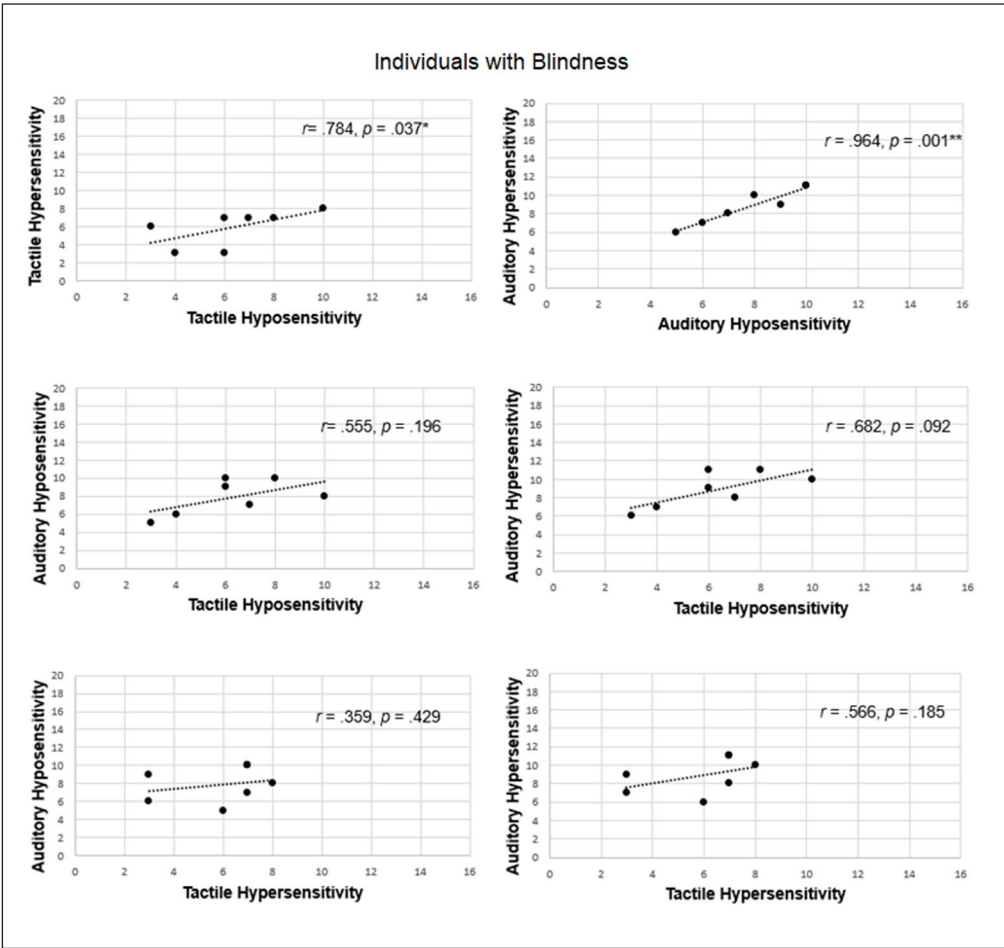 Individuals with Blindness
Tactile Hypersensitivity
20
18
16
14
12
10
8
6
4
2
0
r= .784, p = .037*
0 2 4 6 8 10 12 14 16
Tactile Hyposensitivity
Auditory Hypersensitivity
20
18
16
14
12
10
8
6
4
2
0
r = .964, p = .001**
0 2 4 6 8 10 12 14 16
Auditory Hyposensitivity
Auditory Hyposensitivity
20
18
16
14
12
10
8
6
4
2
0
r= .555, p = .196
0 2 4 6 8 10 12 14 16
Tactile Hyposensitivity
Auditory Hypersensitvity
20
18
16
14
12
10
8
6
4
2
0
r = .682, p = .092
0 2 4 6 8 10 12 14 16
Tactile Hyposensitivity
Auditory Hyposensitivity
20
18
16
14
12
10
8
6
4
2
0
r = .359, p = .429
0 2 4 6 8 10 12 14 16
Tactile Hypersensitivity
Auditory Hypersensitivity
20
18
16
14
12
10
8
6
4
2
0
r = .566, p = .185
0 2 4 6 8 10 12 14 16
Tactile Hypersensitivity